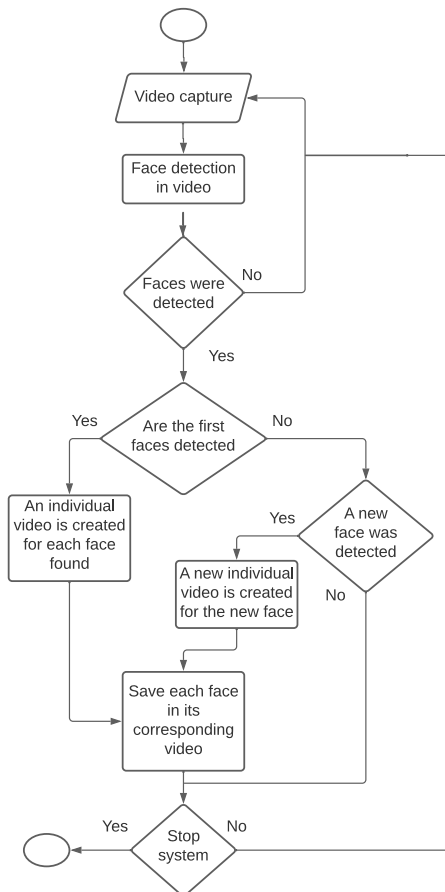 Video capture
Face detection
in video
Faces were
detected
No
Yes
Are the first
faces detected
Yes
No
An individual
video is created
for each face
found
A new
face was
detected
Yes
No
A new individual
video is created
for the new face
Save each face
in its
corresponding
video
Stop
system
Yes
No